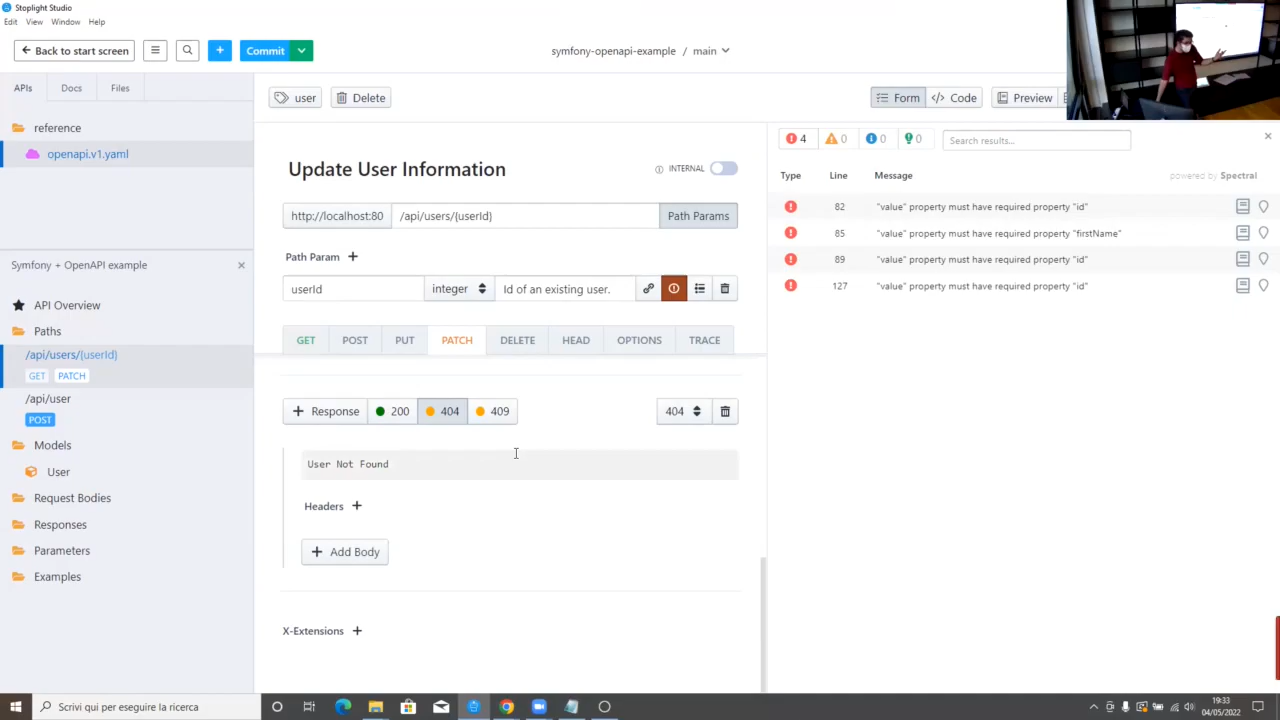 Stoplight Studio
Edit View Window Help
Back to start screen
Commit
symfony-openapi-example / main
APIs Docs Files
user Delete
Form Code Preview
reference
openapi.v1.yaml
4 0 0 0 Search results...
Update User Information
INTERNAL
Type Line Message powered by Spectral
82 "value" property must have required property "id"
http://localhost:80 /api/users/{userId} Path Params
85 "value" property must have required property "firstName"
Path Param
89 "value" property must have required property "id"
Symfony + OpenAPI example
userId integer Id of an existing user.
127 "value" property must have required property "id"
API Overview
Paths
GET POST PUT PATCH DELETE HEAD OPTIONS TRACE
/api/users/{userId}
GET PATCH
/api/user
POST
Response 200 404 409 404
Models
User Not Found
User
Request Bodies
Headers
Responses
Parameters
Add Body
Examples
X-Extensions
Scrivi qui per eseguire la ricerca
19:33
04/05/2022